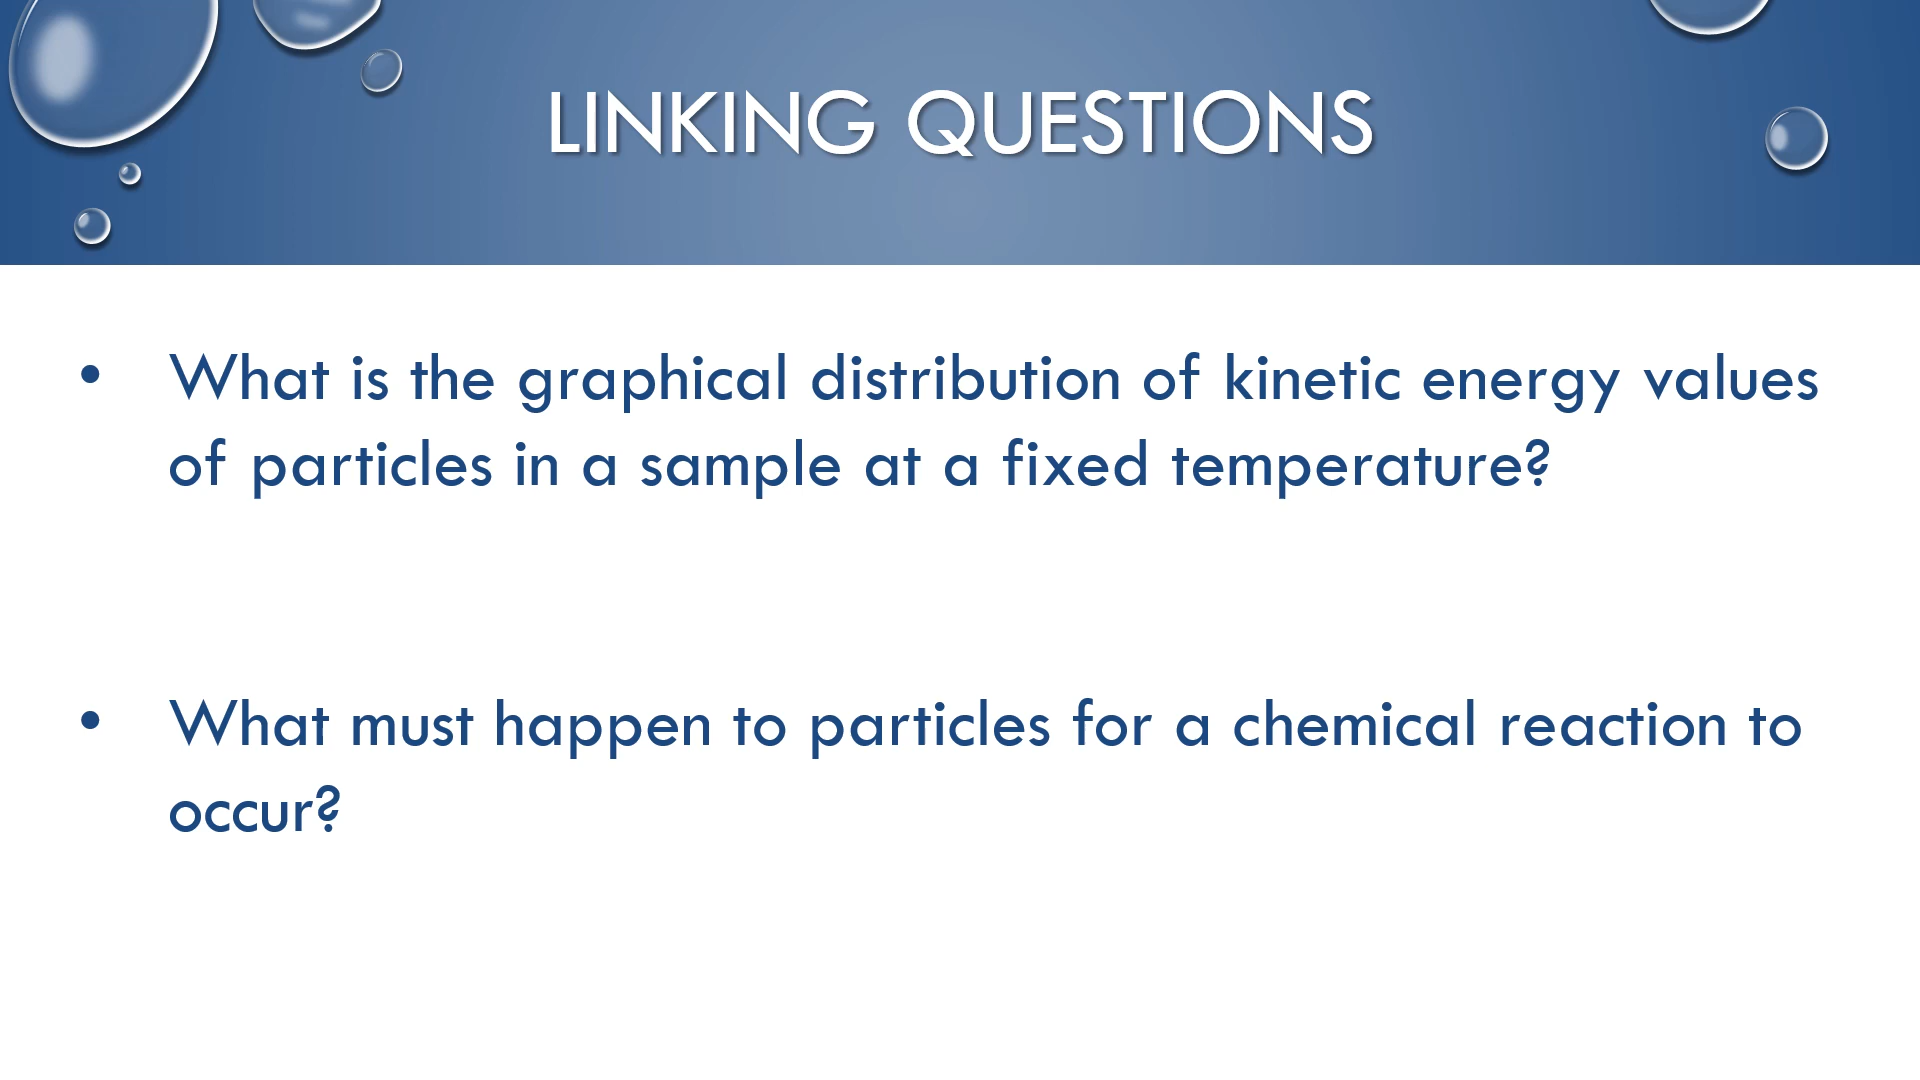 LINKING QUESTIONS
• What is the graphical distribution of kinetic energy values
of particles in a sample at a fixed temperature?
• What must happen to particles for a chemical reaction to
occur?